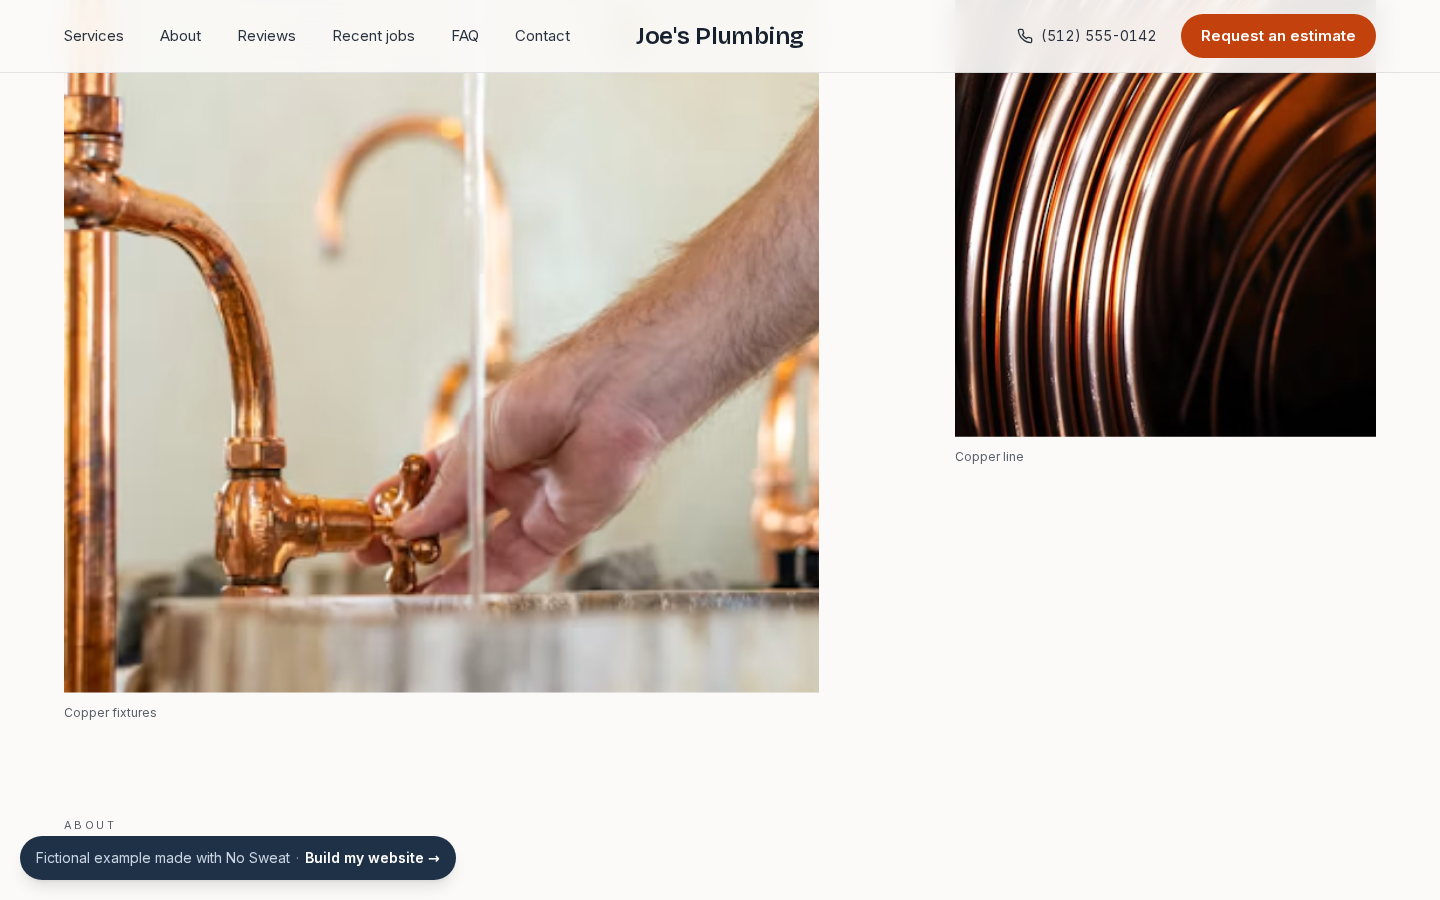 Services About Reviews Recent jobs FAQ Contact Joe's Plumbing (512) 555-0142 Request an estimate
Copper line
Copper fixtures
ABOUT
Fictional example made with No Sweat · Build my website →